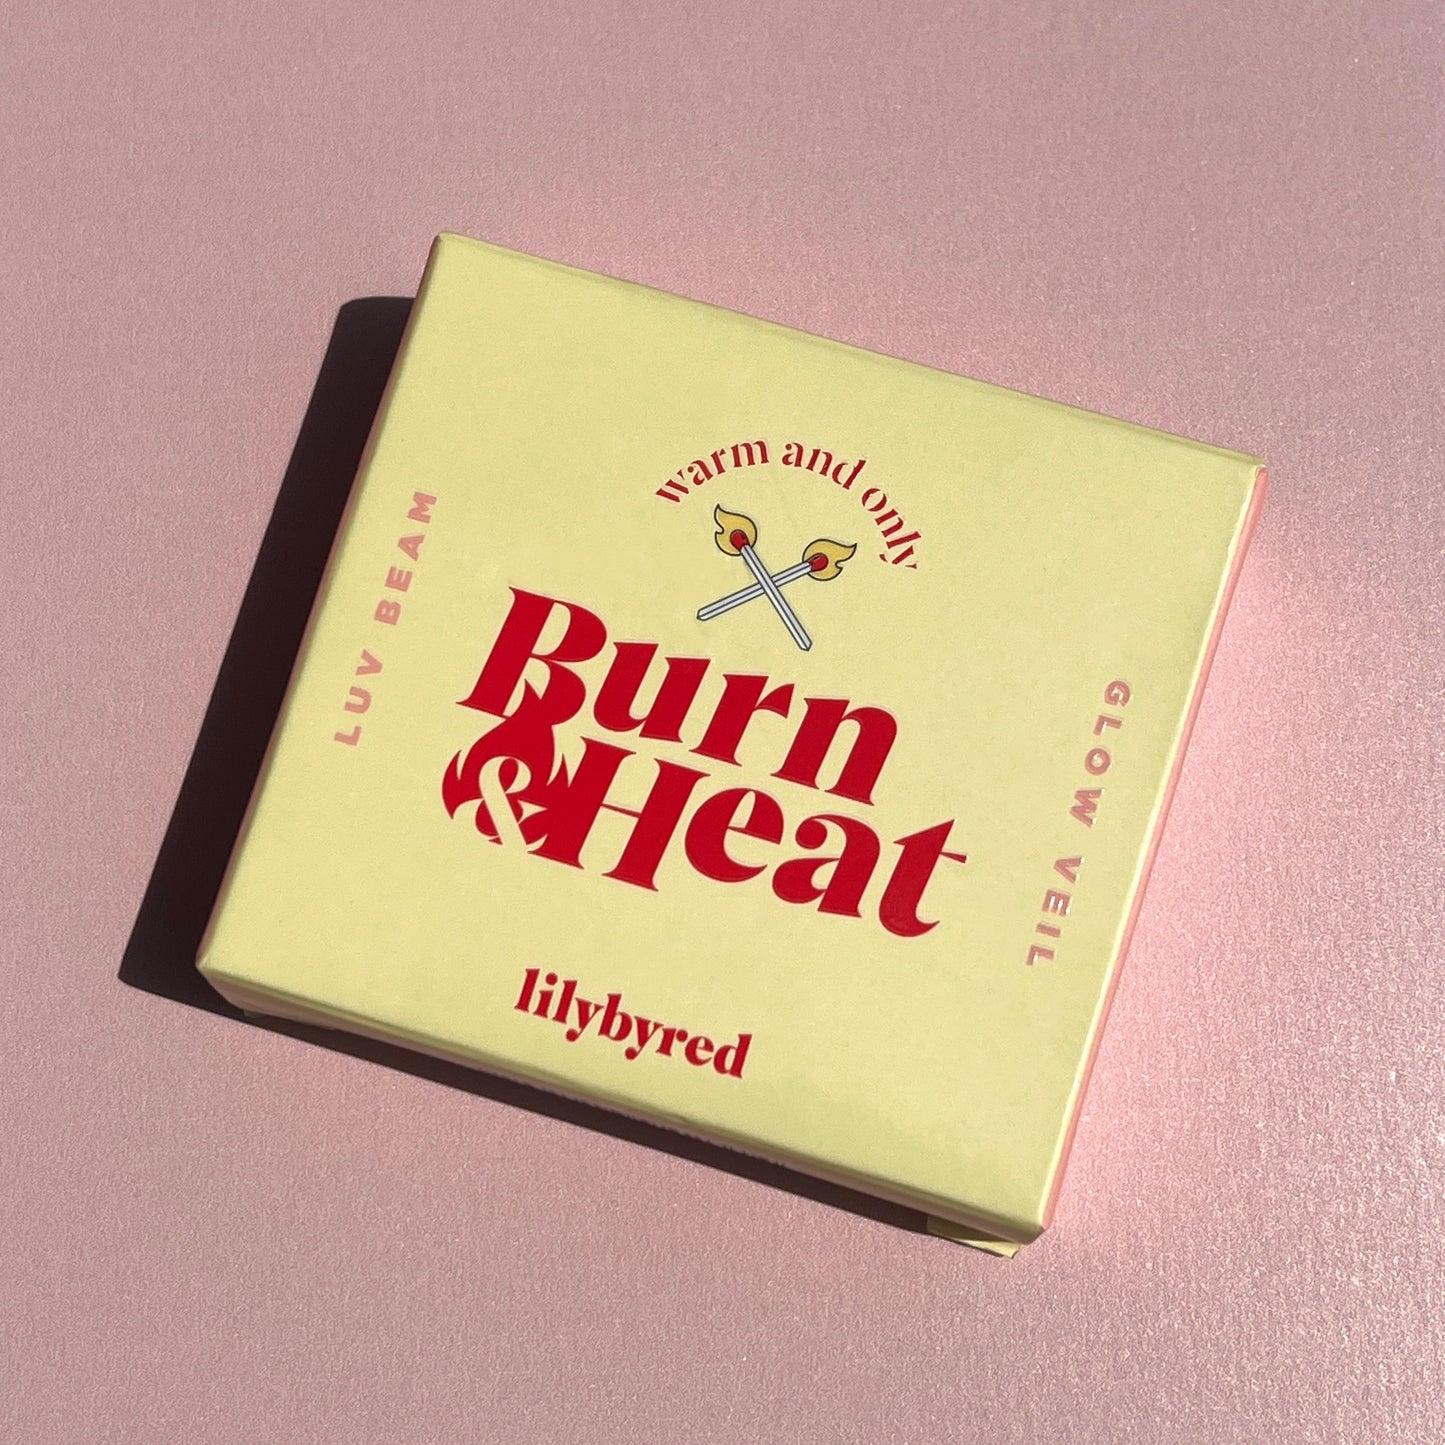 warm and only
LUV BEAM
Burn
&Heat
GLOW VEIL
lilybyred